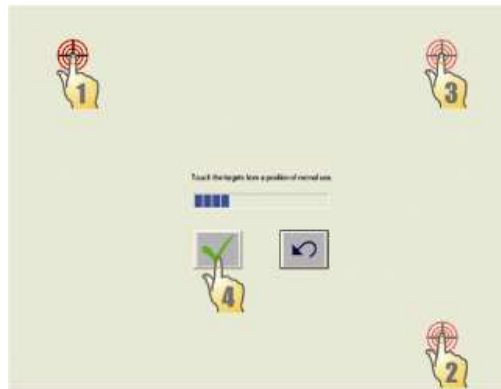 1
3
Touch the targets from a position of normal use.
4
2